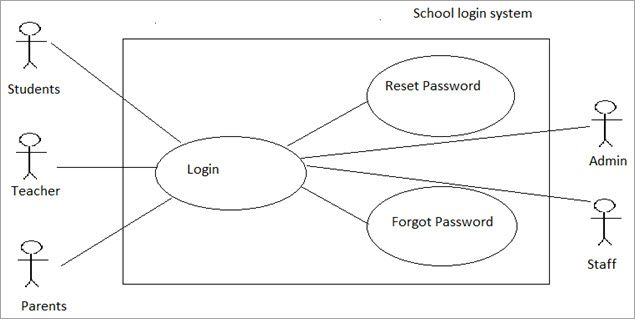 School login system
Students
Reset Password
Admin
Login
Teacher
Forgot Password
Staff
Parents